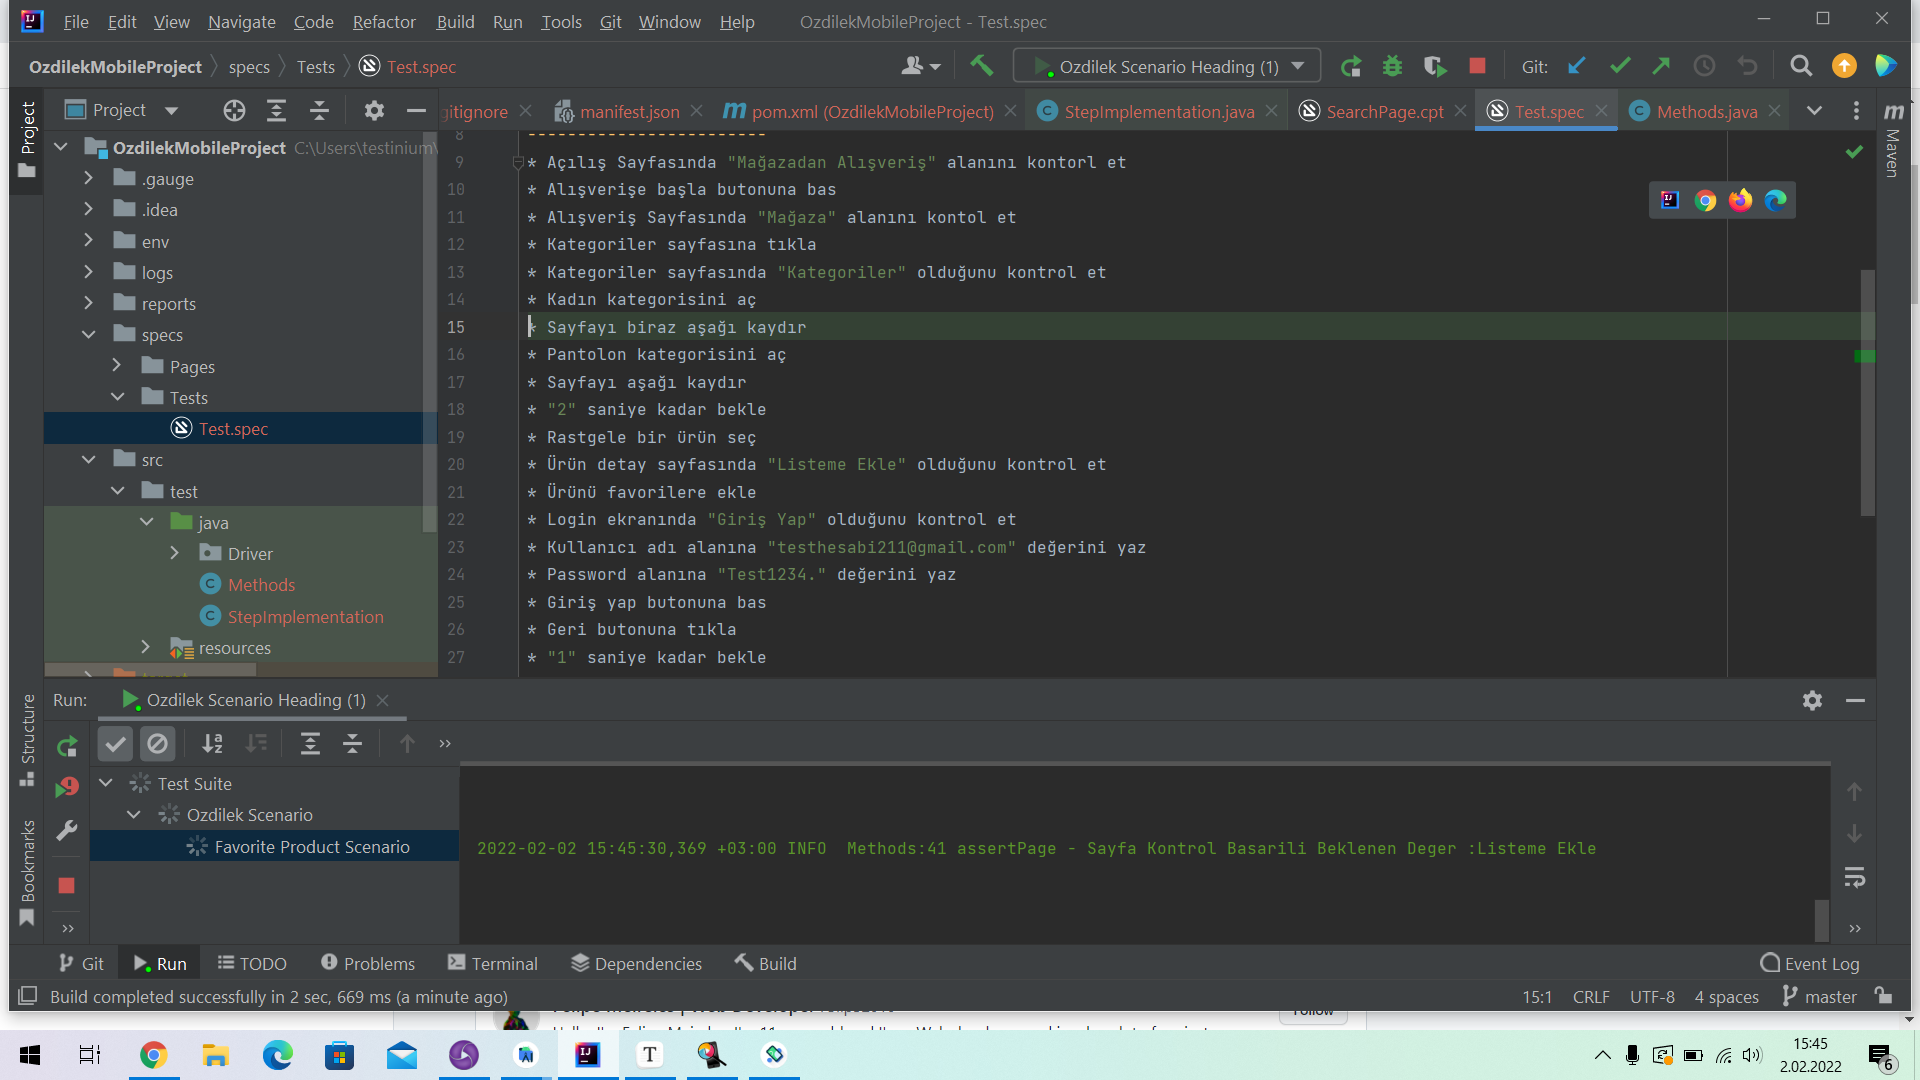 File Edit View Navigate Code Refactor Build Run Tools Git Window Help OzdilekMobileProject - Test.spec
OzdilekMobileProject specs Tests Test.spec Ozdilek Scenario Heading (1) Git:
Project gitignore manifest.json pom.xml (OzdilekMobileProject) StepImplementation.java SearchPage.cpt Test.spec Methods.java
Project
Maven
OzdilekMobileProject C:\Users\testinium\
.gauge
.idea
env
logs
reports
specs
Pages
Tests
Test.spec
src
test
java
Driver
Methods
StepImplementation
resources
8 ------------------------
9 * Açılış Sayfasında "Mağazadan Alışveriş" alanını kontorl et
10 * Alışverişe başla butonuna bas
11 * Alışveriş Sayfasında "Mağaza" alanını kontol et
12 * Kategoriler sayfasına tıkla
13 * Kategoriler sayfasında "Kategoriler" olduğunu kontrol et
14 * Kadın kategorisini aç
15 * Sayfayı biraz aşağı kaydır
16 * Pantolon kategorisini aç
17 * Sayfayı aşağı kaydır
18 * "2" saniye kadar bekle
19 * Rastgele bir ürün seç
20 * Ürün detay sayfasında "Listeme Ekle" olduğunu kontrol et
21 * Ürünü favorilere ekle
22 * Login ekranında "Giriş Yap" olduğunu kontrol et
23 * Kullanıcı adı alanına "testhesabi211@gmail.com" değerini yaz
24 * Password alanına "Test1234." değerini yaz
25 * Giriş yap butonuna bas
26 * Geri butonuna tıkla
27 * "1" saniye kadar bekle
Run: Ozdilek Scenario Heading (1)
Structure
Bookmarks
Test Suite
Ozdilek Scenario
Favorite Product Scenario
2022-02-02 15:45:30,369 +03:00 INFO  Methods:41 assertPage - Sayfa Kontrol Basarili Beklenen Deger :Listeme Ekle
Git Run TODO Problems Terminal Dependencies Build Event Log
Build completed successfully in 2 sec, 669 ms (a minute ago) 15:1 CRLF UTF-8 4 spaces master
15:45
2.02.2022
6